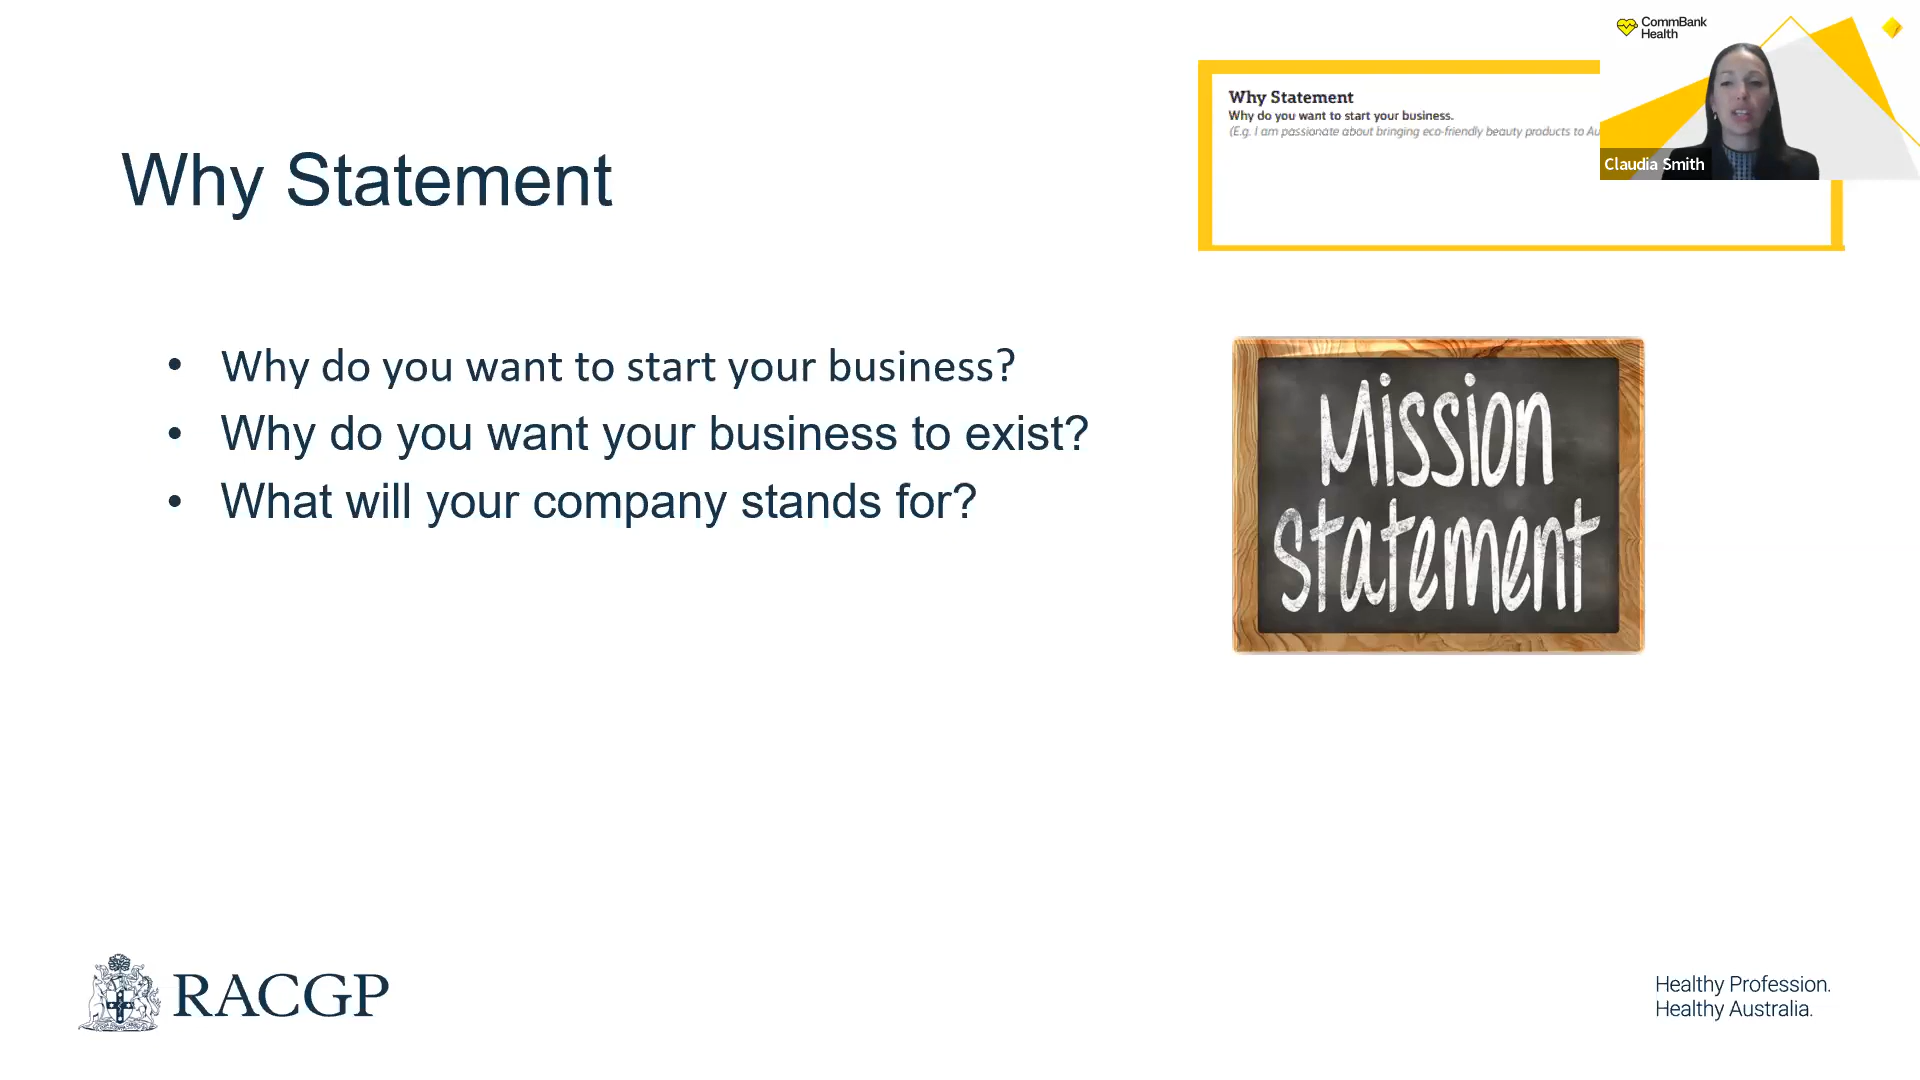 CommBank
Health
Why Statement
Why do you want to start your business.
(E.g. I am passionate about bringing eco-friendly beauty products to
Claudia Smith
Why Statement
• Why do you want to start your business?
• Why do you want your business to exist?
• What will your company stands for?
Mission
Statement
RACGP
Healthy Profession.
Healthy Australia.